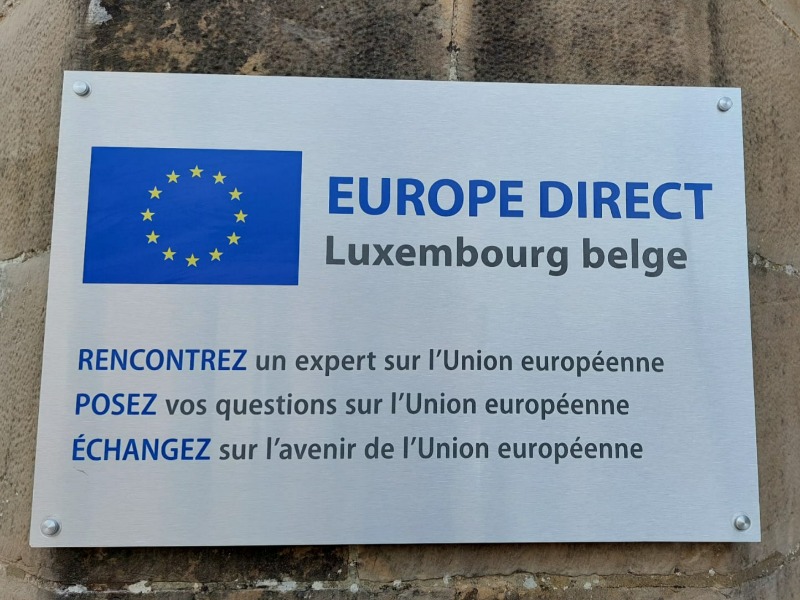 EUROPE DIRECT
Luxembourg belge
RENCONTREZ un expert sur l'Union européenne
POSEZ vos questions sur l'Union européenne
ÉCHANGEZ sur l'avenir de l'Union européenne